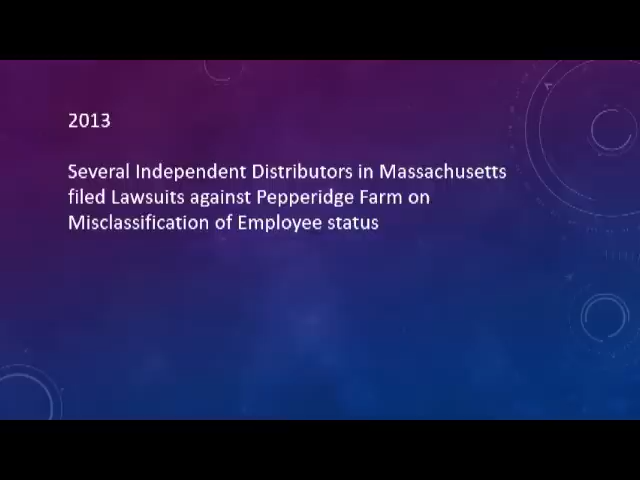 2013
Several Independent Distributors in Massachusetts
filed Lawsuits against Pepperidge Farm on
Misclassification of Employee status